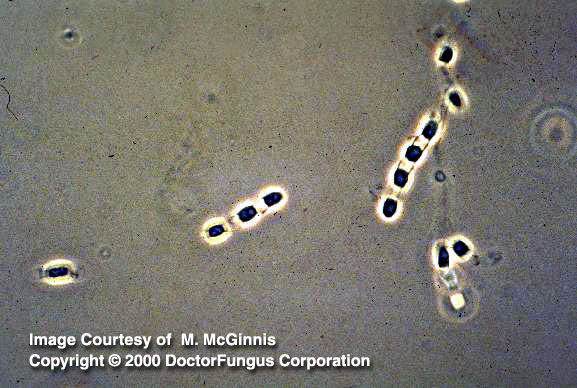 Image Courtesy of M. McGinnis
Copyright © 2000 DoctorFungus Corporation